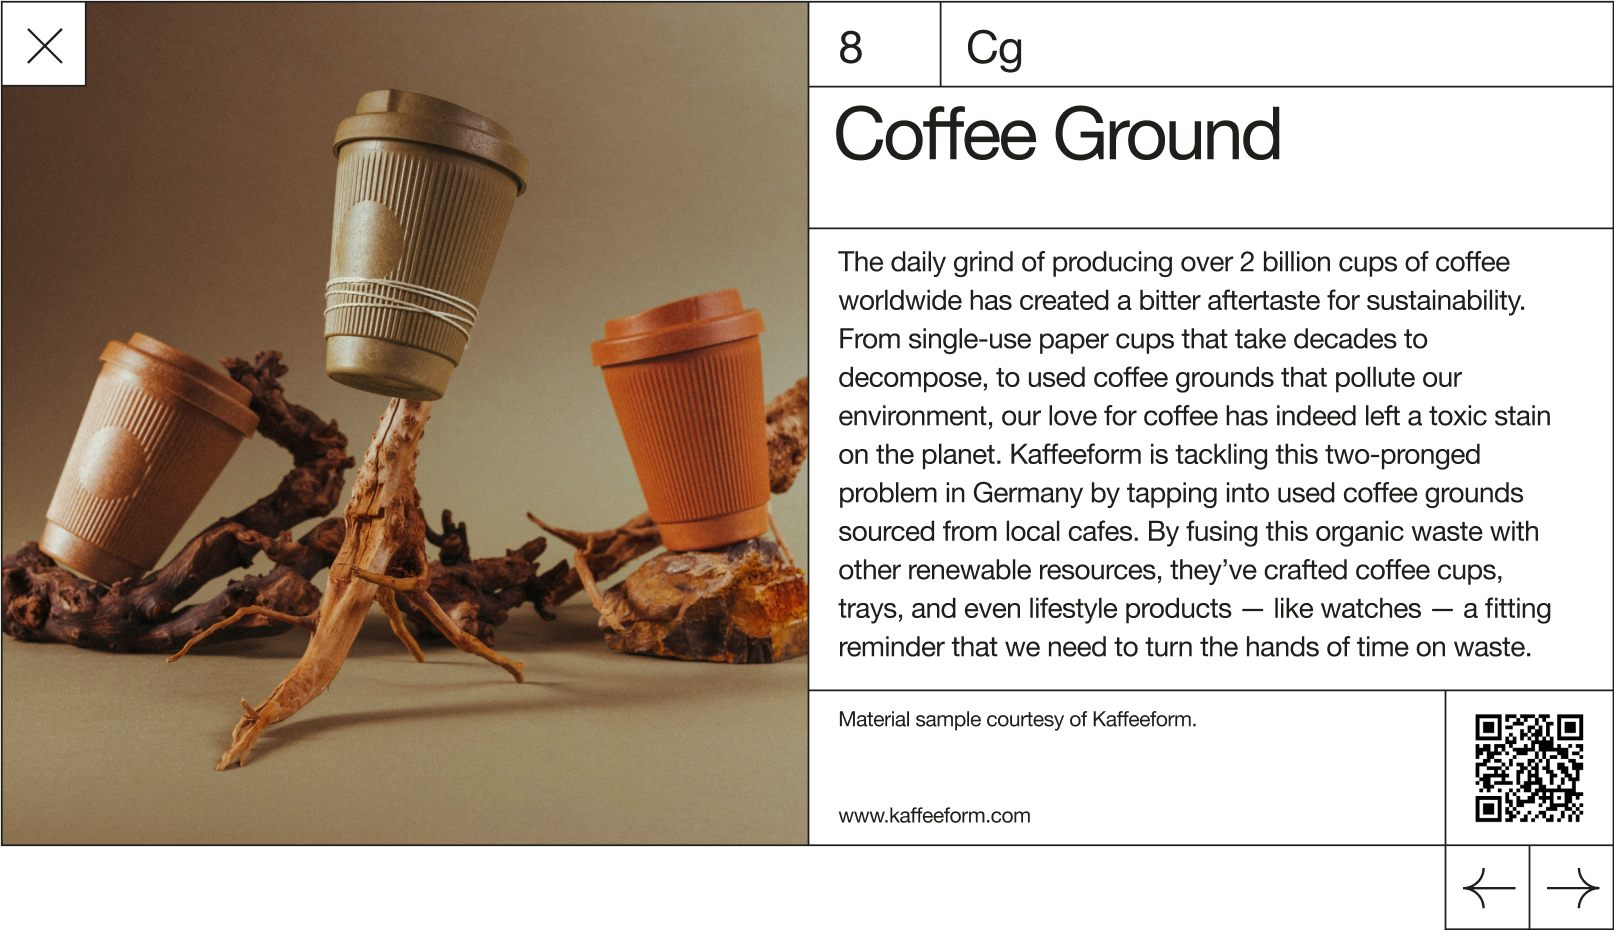 8
Cg
Coffee Ground
The daily grind of producing over 2 billion cups of coffee
worldwide has created a bitter aftertaste for sustainability.
From single-use paper cups that take decades to
decompose, to used coffee grounds that pollute our
environment, our love for coffee has indeed left a toxic stain
on the planet. Kaffeeform is tackling this two-pronged
problem in Germany by tapping into used coffee grounds
sourced from local cafes. By fusing this organic waste with
other renewable resources, they’ve crafted coffee cups,
trays, and even lifestyle products — like watches — a fitting
reminder that we need to turn the hands of time on waste.
Material sample courtesy of Kaffeeform.
www.kaffeeform.com